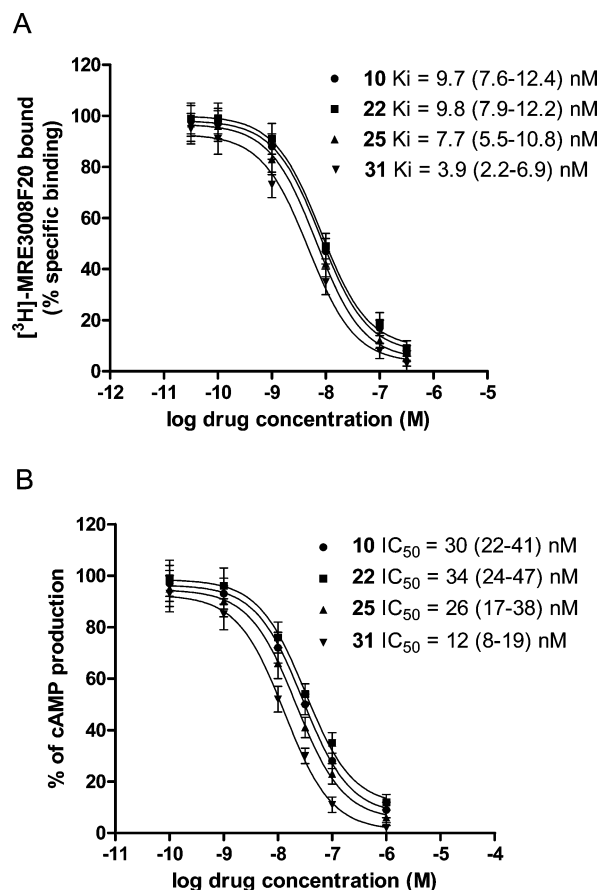 A
[³H]-MRE3008F20 bound
(% specific binding)
120
100
80
60
40
20
0
10 Ki = 9.7 (7.6-12.4) nM
22 Ki = 9.8 (7.9-12.2) nM
25 Ki = 7.7 (5.5-10.8) nM
31 Ki = 3.9 (2.2-6.9) nM
-12 -11 -10 -9 -8 -7 -6 -5
log drug concentration (M)
B
% of cAMP production
120
100
80
60
40
20
0
10 IC₅₀ = 30 (22-41) nM
22 IC₅₀ = 34 (24-47) nM
25 IC₅₀ = 26 (17-38) nM
31 IC₅₀ = 12 (8-19) nM
-11 -10 -9 -8 -7 -6 -5 -4
log drug concentration (M)